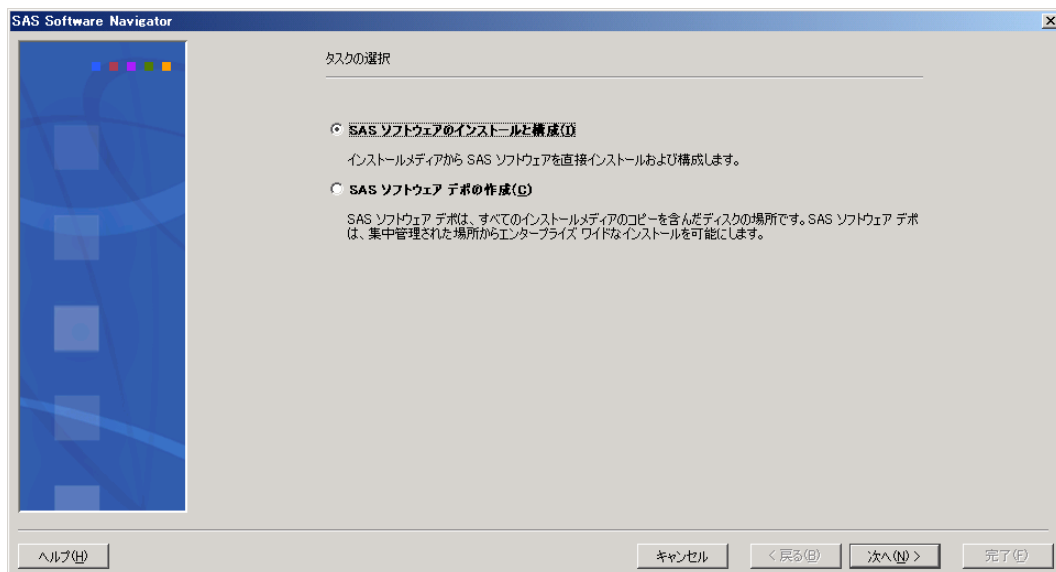 SAS Software Navigator
タスクの選択
SAS ソフトウェアのインストールと構成(I)
インストールメディアから SAS ソフトウェアを直接インストールおよび構成します。
SAS ソフトウェア デポの作成(C)
SAS ソフトウェア デポは、すべてのインストールメディアのコピーを含んだディスクの場所です。SAS ソフトウェア デポ
は、集中管理された場所からエンタープライズ ワイドなインストールを可能にします。
ヘルプ(H)
キャンセル
< 戻る(B)
次へ(N) >
完了(F)